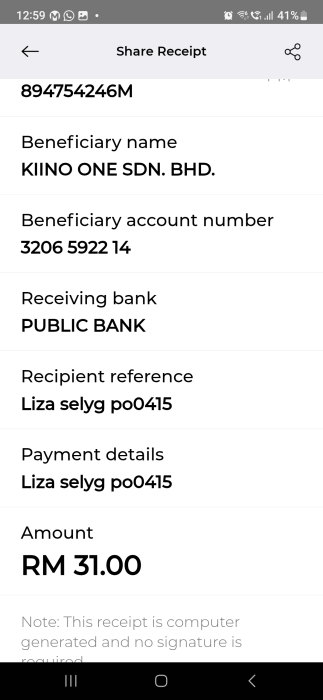 12:59
41%
Share Receipt
894754246M
Beneficiary name
KIINO ONE SDN. BHD.
Beneficiary account number
3206 5922 14
Receiving bank
PUBLIC BANK
Recipient reference
Liza selyg po0415
Payment details
Liza selyg po0415
Amount
RM 31.00
Note: This receipt is computer
generated and no signature is
required